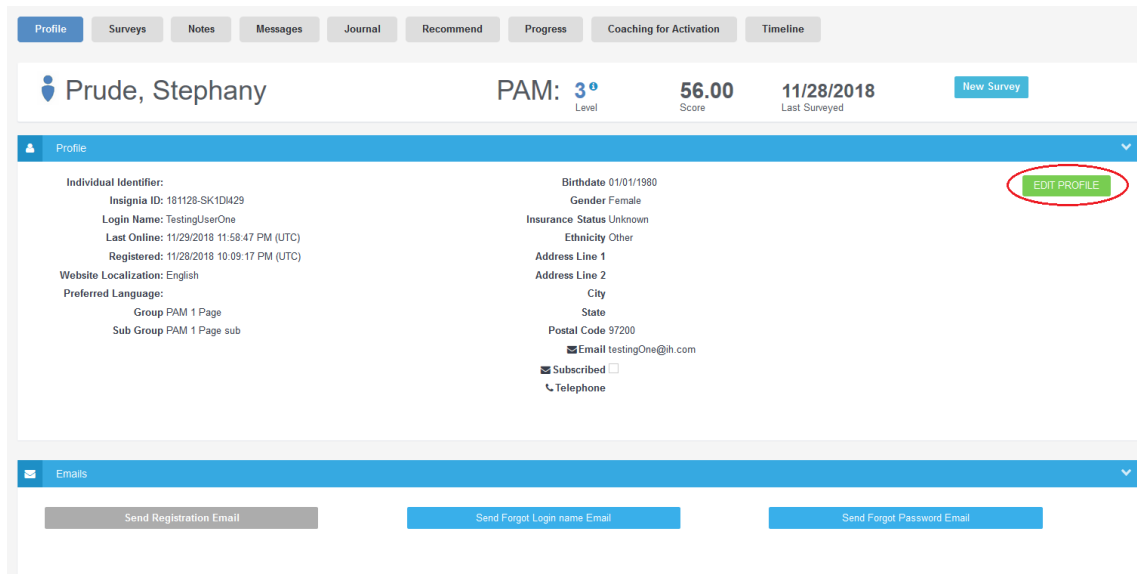 Profile Surveys Notes Messages Journal Recommend Progress Coaching for Activation Timeline
Prude, Stephany PAM: 3 56.00 11/28/2018 New Survey
Level Score Last Surveyed
Profile
Individual Identifier: Birthdate 01/01/1980 EDIT PROFILE
Insignia ID: 181128-SK1DI429 Gender Female
Login Name: TestingUserOne Insurance Status Unknown
Last Online: 11/29/2018 11:58:47 PM (UTC) Ethnicity Other
Registered: 11/28/2018 10:09:17 PM (UTC) Address Line 1
Website Localization: English Address Line 2
Preferred Language: City
Group PAM 1 Page State
Sub Group PAM 1 Page sub Postal Code 97200
Email testingOne@ih.com
Subscribed
Telephone
Emails
Send Registration Email Send Forgot Login name Email Send Forgot Password Email